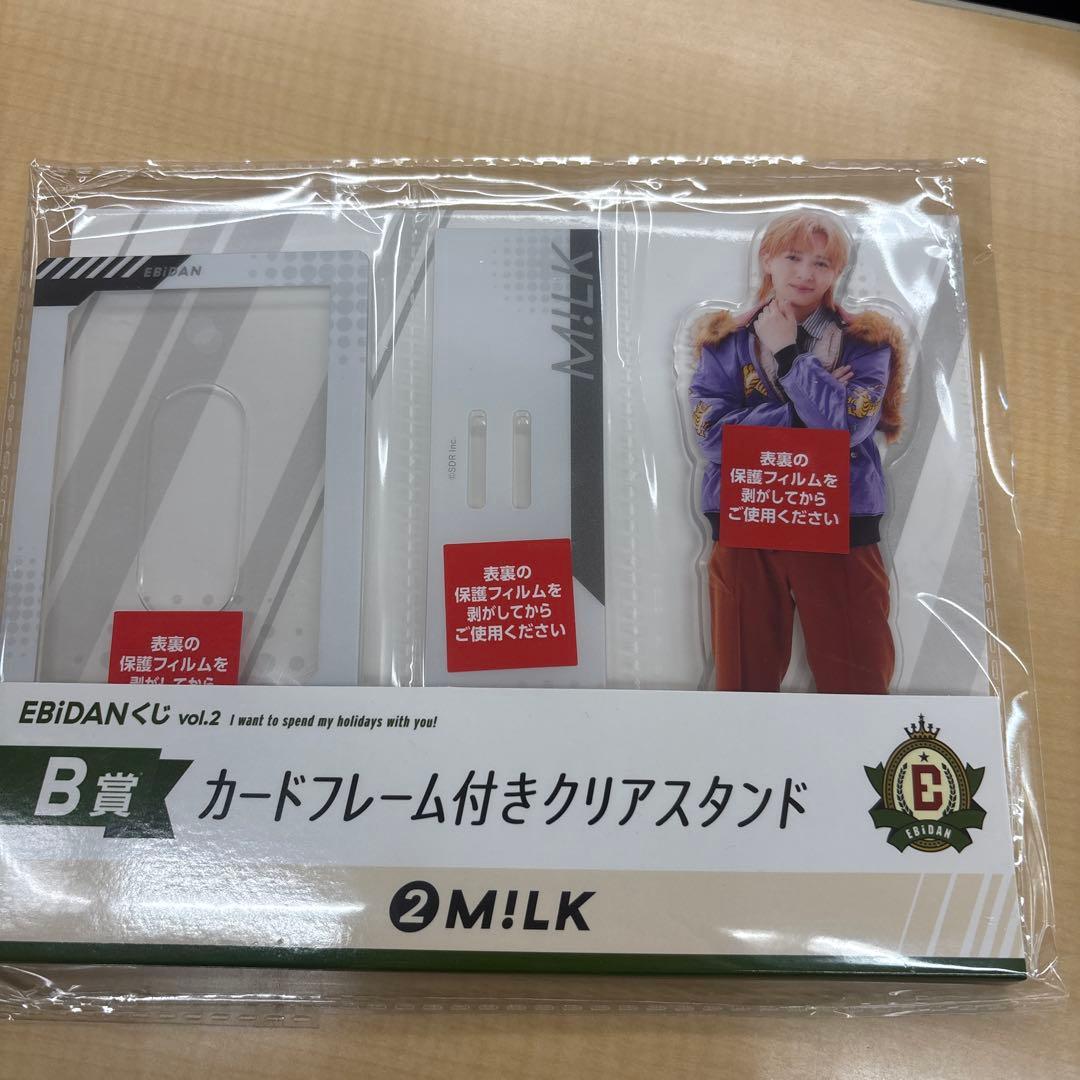 EBiDAN
M!LK
©SDR Inc.
表裏の
保護フィルムを
剥がしてから
ご使用ください
表裏の
保護フィルムを
剥がしてから
ご使用ください
表裏の
保護フィルムを
剥がしてから
EBiDANくじ vol.2 I want to spend my holidays with you!
B賞 カードフレーム付きクリアスタンド
E
EBiDAN
2 M!LK